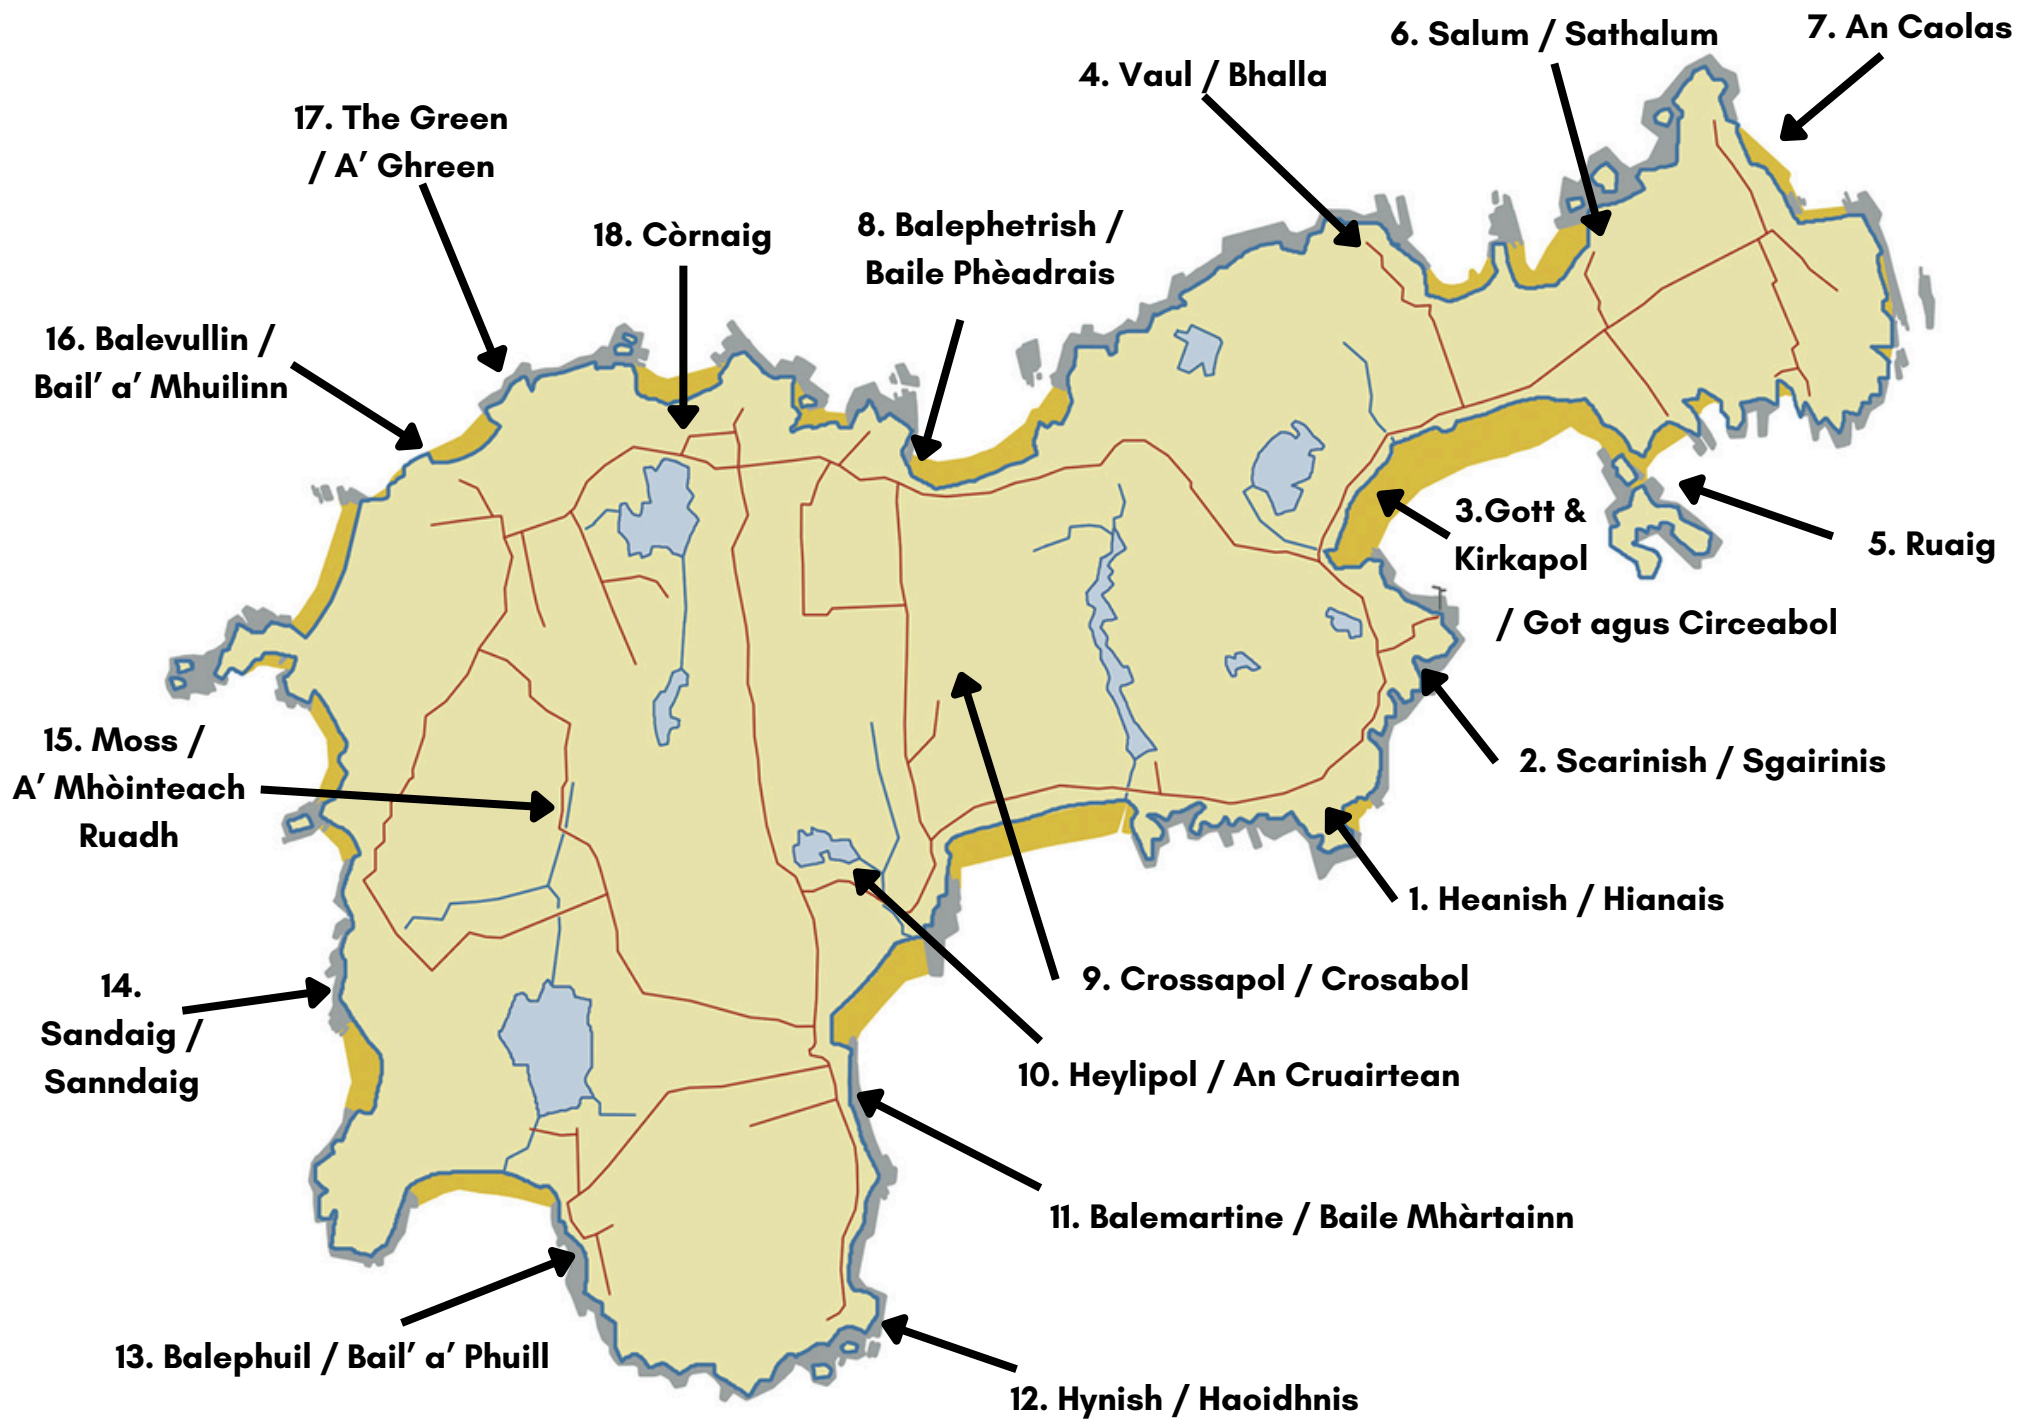 6. Salum / Sathalum
7. An Caolas
4. Vaul / Bhalla
17. The Green
/ A’ Ghreen
18. Còrnaig
8. Balephetrish /
Baile Phèadrais
16. Balevullin /
Bail’ a’ Mhuilinn
3.Gott &
Kirkapol
/ Got agus Circeabol
5. Ruaig
15. Moss /
A’ Mhòinteach
Ruadh
2. Scarinish / Sgairinis
1. Heanish / Hianais
14.
Sandaig /
Sanndaig
9. Crossapol / Crosabol
10. Heylipol / An Cruairtean
11. Balemartine / Baile Mhàrtainn
13. Balephuil / Bail’ a’ Phuill
12. Hynish / Haoidhnis